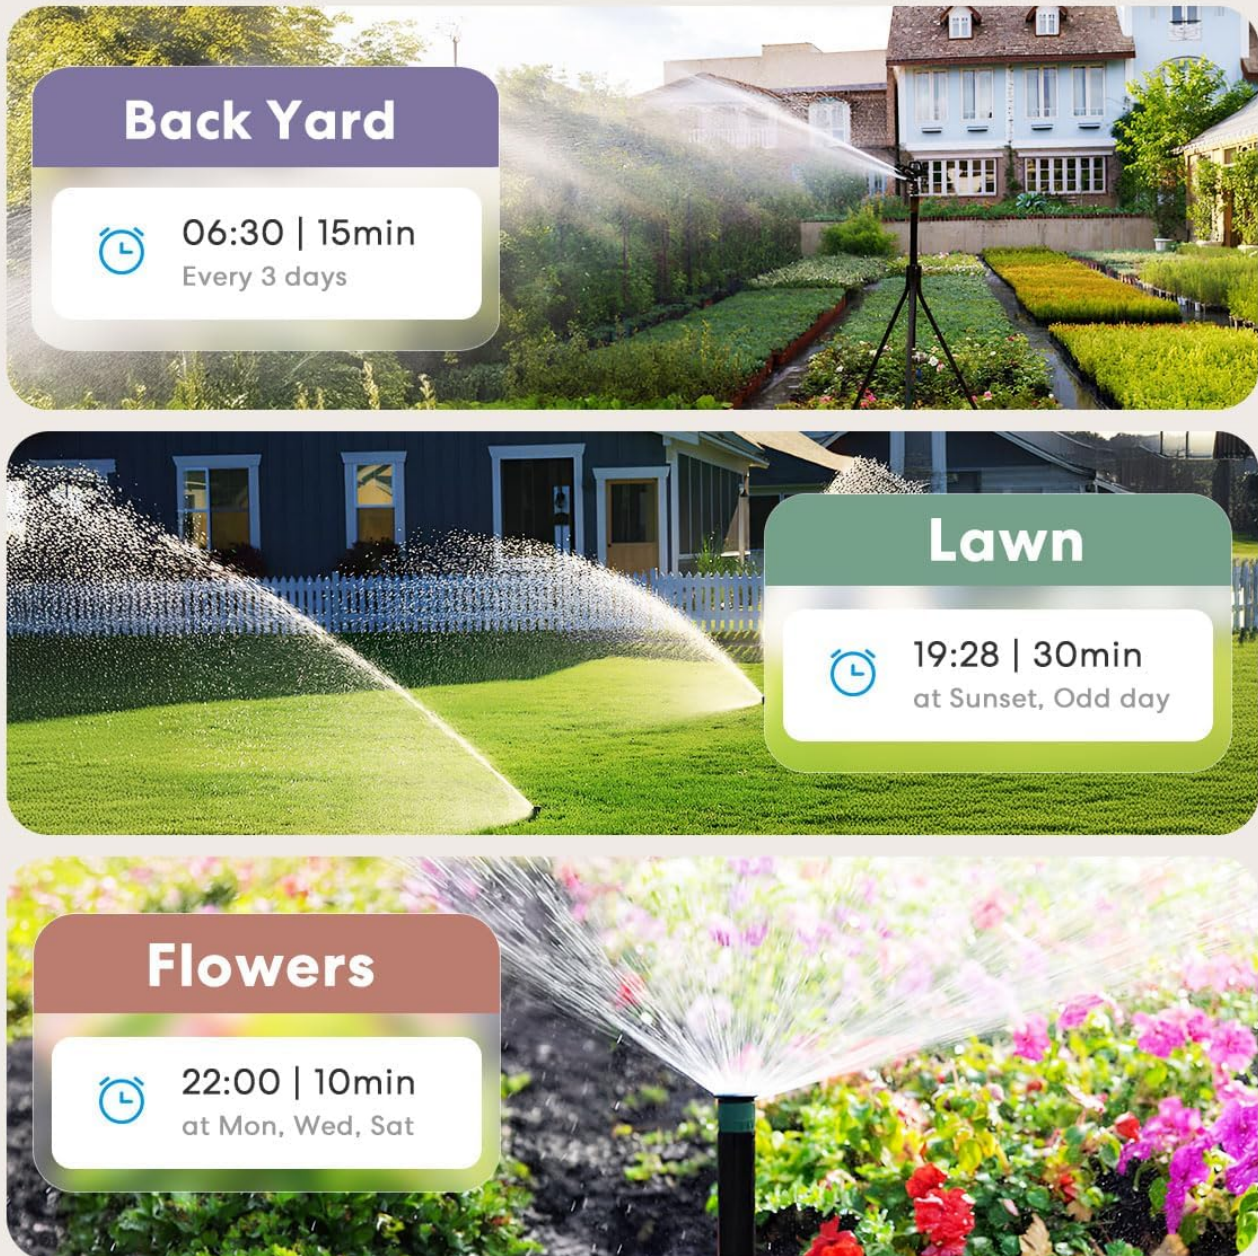 Back Yard
06:30 | 15min
Every 3 days
Lawn
19:28 | 30min
at Sunset, Odd day
Flowers
22:00 | 10min
at Mon, Wed, Sat